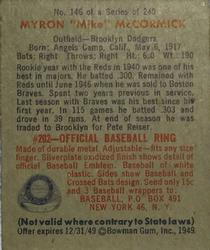 No. 146 of a Series of 240
MYRON "Mike" McCORMICK
Outfield—Brooklyn Dodgers
Born: Angels Camp, Calif., May 6, 1917
Bats: Right Throws: Right Ht.: 6.0 Wt: 190
Rookie year with the Reds in 1940 was one of his
best in majors. He batted .300. Remained with
Reds until June 1946 when he was sold to Boston
Braves. Spent two years previous in service.
Last season with Braves was his best since his
first year. In 115 games he batted .303 and
drove in 39 runs. At end of season he was
traded to Brooklyn for Pete Reiser.
#202—OFFICIAL BASEBALL RING
Made of durable metal. Adjustable—fits any size
finger. Silverplate oxidized finish shows detail of
Official Baseball Emblem. Baseball of white
plastic. Sides show Baseball and
Crossed Bats design. Send only 15c
and 3 Baseball wrappers to:
BASEBALL, P.O BOX 491
NEW YORK 46, N. Y.
(Not valid where contrary to State laws)
Offer expires 12/31/49 © Bowman Gum, Inc., 1949.